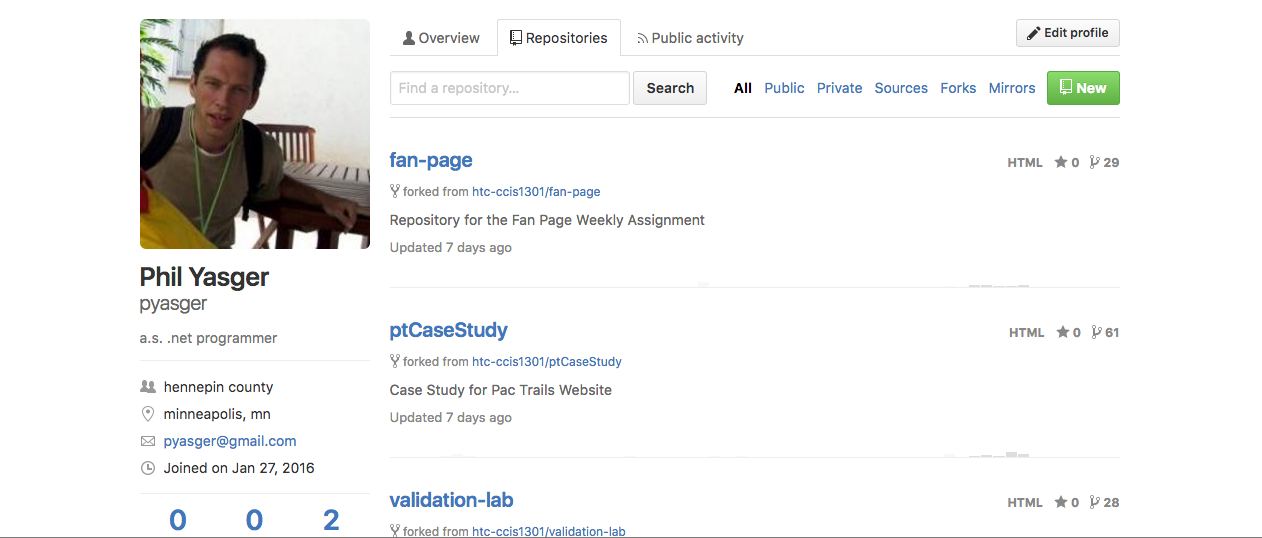 Overview Repositories Public activity Edit profile
Find a repository... Search All Public Private Sources Forks Mirrors New
fan-page HTML 0 29
forked from htc-ccis1301/fan-page
Repository for the Fan Page Weekly Assignment
Updated 7 days ago
Phil Yasger
pyasger
a.s. .net programmer
hennepin county
minneapolis, mn
pyasger@gmail.com
Joined on Jan 27, 2016
0 0 2
ptCaseStudy HTML 0 61
forked from htc-ccis1301/ptCaseStudy
Case Study for Pac Trails Website
Updated 7 days ago
validation-lab HTML 0 28
forked from htc-ccis1301/validation-lab